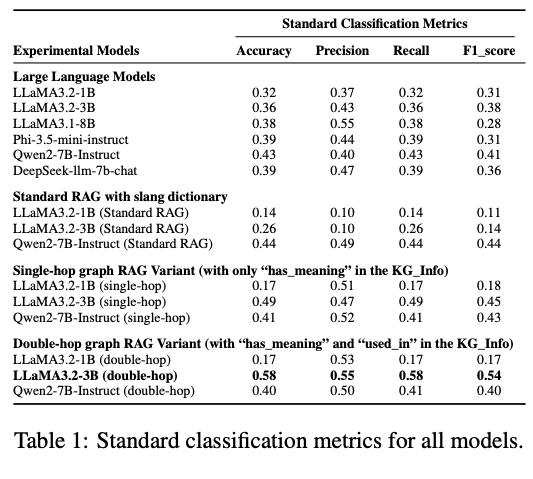 Standard Classification Metrics
Experimental Models Accuracy Precision Recall F1_score
Large Language Models
LLaMA3.2-1B 0.32 0.37 0.32 0.31
LLaMA3.2-3B 0.36 0.43 0.36 0.38
LLaMA3.1-8B 0.38 0.55 0.38 0.28
Phi-3.5-mini-instruct 0.39 0.44 0.39 0.31
Qwen2-7B-Instruct 0.43 0.40 0.43 0.41
DeepSeek-llm-7b-chat 0.39 0.47 0.39 0.36
Standard RAG with slang dictionary
LLaMA3.2-1B (Standard RAG) 0.14 0.10 0.14 0.11
LLaMA3.2-3B (Standard RAG) 0.26 0.10 0.26 0.14
Qwen2-7B-Instruct (Standard RAG) 0.44 0.49 0.44 0.44
Single-hop graph RAG Variant (with only “has_meaning” in the KG_Info)
LLaMA3.2-1B (single-hop) 0.17 0.51 0.17 0.18
LLaMA3.2-3B (single-hop) 0.49 0.47 0.49 0.45
Qwen2-7B-Instruct (single-hop) 0.41 0.52 0.41 0.43
Double-hop graph RAG Variant (with “has_meaning” and “used_in” in the KG_Info)
LLaMA3.2-1B (double-hop) 0.17 0.53 0.17 0.17
LLaMA3.2-3B (double-hop) 0.58 0.55 0.58 0.54
Qwen2-7B-Instruct (double-hop) 0.40 0.50 0.41 0.40
Table 1: Standard classification metrics for all models.